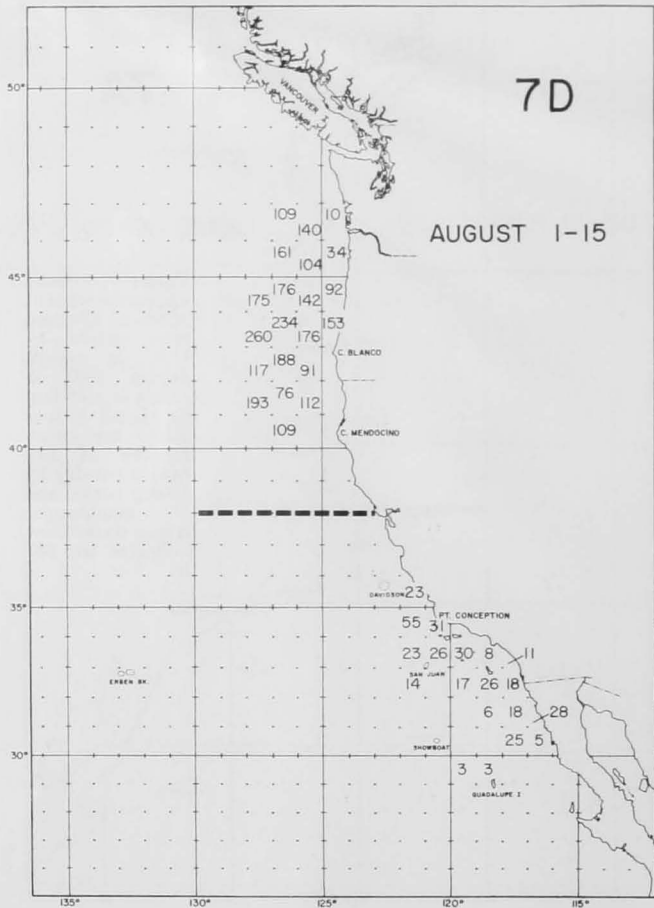 7D
50°
VANCOUVER
109 10
140
AUGUST 1-15
161 34
104
45°
176 92
175 142
234 153
260 176
C. BLANCO
188
117 91
76
193 112
109 C. MENDOCINO
40°
DAVIDSON 23
35°
PT. CONCEPTION
55 31
23 26 30 8 11
SAN JUAN
ERBEN BK.
14 17 26 18
6 18 28
SHOWBOAT 25 5
30°
3 3
GUADALUPE I
135° 130° 125° 120° 115°